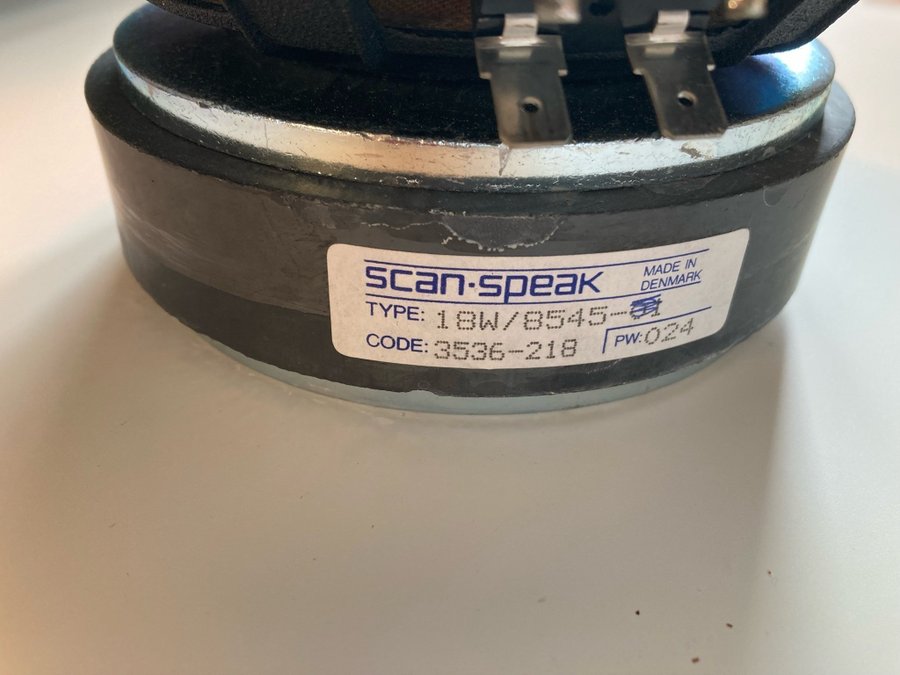 scan·speak
MADE IN
DENMARK
TYPE: 18W/8545-
CODE: 3536-218
PW: 024